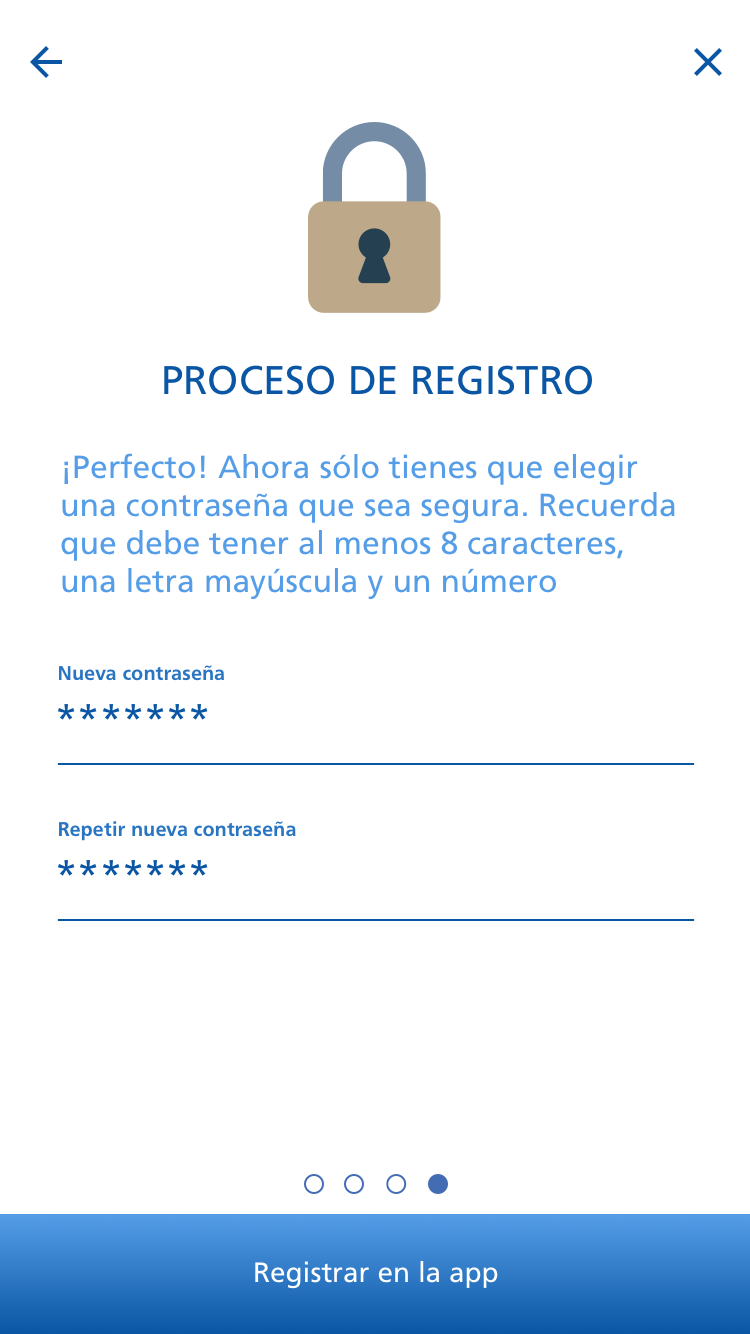 PROCESO DE REGISTRO
¡Perfecto! Ahora sólo tienes que elegir
una contraseña que sea segura. Recuerda
que debe tener al menos 8 caracteres,
una letra mayúscula y un número
Nueva contraseña
*******
Repetir nueva contraseña
*******
Registrar en la app